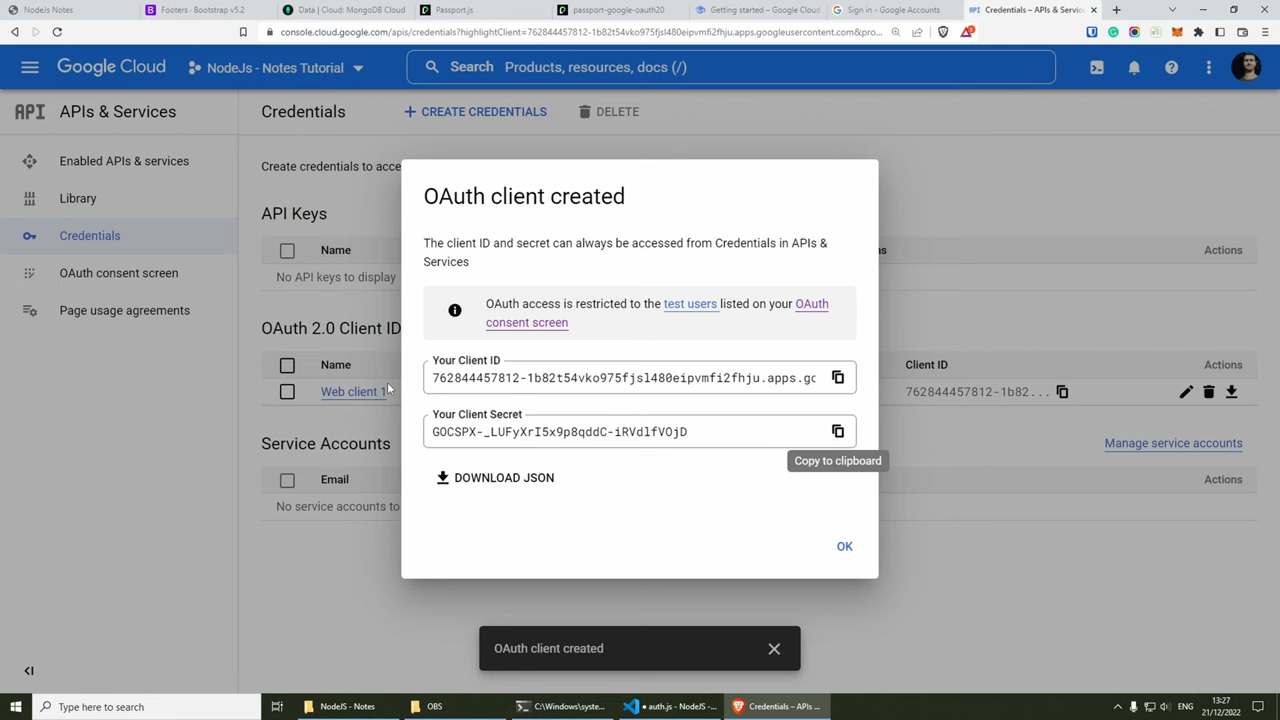 NodeJs Notes
Footers · Bootstrap v5.2
Data | Cloud: MongoDB Cloud
Passport.js
passport-google-oauth20
Getting started – Google Cloud
Sign in - Google Accounts
API Credentials – APIs & Service
console.cloud.google.com/apis/credentials?highlightClient=762844457812-1b82t54vko975fjsl480eipvmfi2fhju.apps.googleusercontent.com&pro...
Google Cloud
NodeJs - Notes Tutorial
Search Products, resources, docs (/)
API APIs & Services
Credentials
+ CREATE CREDENTIALS
DELETE
Enabled APIs & services
Library
Credentials
OAuth consent screen
Page usage agreements
Create credentials to acce
API Keys
Name
ns
Actions
No API keys to display
OAuth 2.0 Client ID
Name
Client ID
Actions
Web client 1
762844457812-1b82...
Service Accounts
Manage service accounts
Email
Actions
No service accounts to
OAuth client created
The client ID and secret can always be accessed from Credentials in APIs &
Services
OAuth access is restricted to the test users listed on your OAuth
consent screen
Your Client ID
762844457812-1b82t54vko975fjsl480eipvmfi2fhju.apps.gc
Your Client Secret
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
Copy to clipboard
DOWNLOAD JSON
OK
OAuth client created
Type here to search
NodeJS - Notes
OBS
C:\Windows\syste...
● auth.js - NodeJS -...
Credentials – APIs ...
ENG
13:27
21/12/2022